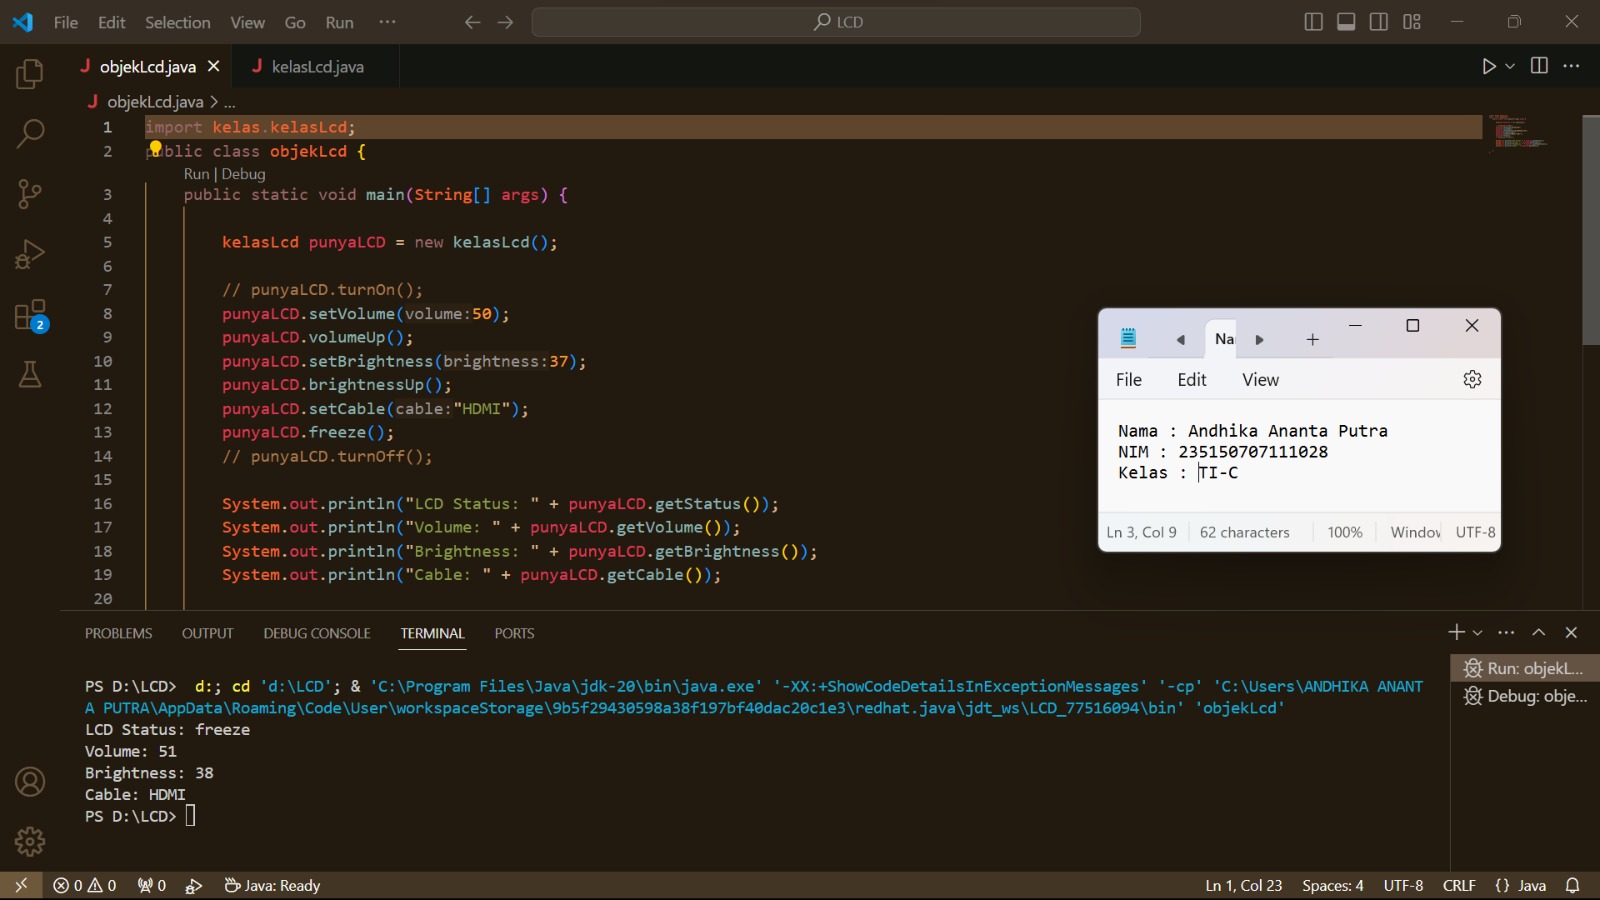 File Edit Selection View Go Run ··· LCD
objekLcd.java kelasLcd.java
objekLcd.java > ...
1 import kelas.kelasLcd;
2 public class objekLcd {
Run | Debug
3 public static void main(String[] args) {
4
5 kelasLcd punyaLCD = new kelasLcd();
6
7 // punyaLCD.turnOn();
8 punyaLCD.setVolume(volume:50);
9 punyaLCD.volumeUp();
10 punyaLCD.setBrightness(brightness:37);
11 punyaLCD.brightnessUp();
12 punyaLCD.setCable(cable:"HDMI");
13 punyaLCD.freeze();
14 // punyaLCD.turnOff();
15
16 System.out.println("LCD Status: " + punyaLCD.getStatus());
17 System.out.println("Volume: " + punyaLCD.getVolume());
18 System.out.println("Brightness: " + punyaLCD.getBrightness());
19 System.out.println("Cable: " + punyaLCD.getCable());
20
Na
File Edit View
Nama : Andhika Ananta Putra
NIM : 235150707111028
Kelas : TI-C
Ln 3, Col 9 62 characters 100% Window UTF-8
2
PROBLEMS OUTPUT DEBUG CONSOLE TERMINAL PORTS
PS D:\LCD> d:; cd 'd:\LCD'; & 'C:\Program Files\Java\jdk-20\bin\java.exe' '-XX:+ShowCodeDetailsInExceptionMessages' '-cp' 'C:\Users\ANDHIKA ANANT
A PUTRA\AppData\Roaming\Code\User\workspaceStorage\9b5f29430598a38f197bf40dac20c1e3\redhat.java\jdt_ws\LCD_77516094\bin' 'objekLcd'
LCD Status: freeze
Volume: 51
Brightness: 38
Cable: HDMI
PS D:\LCD>
Run: objekL...
Debug: obje...
0 0 0 Java: Ready Ln 1, Col 23 Spaces: 4 UTF-8 CRLF {} Java